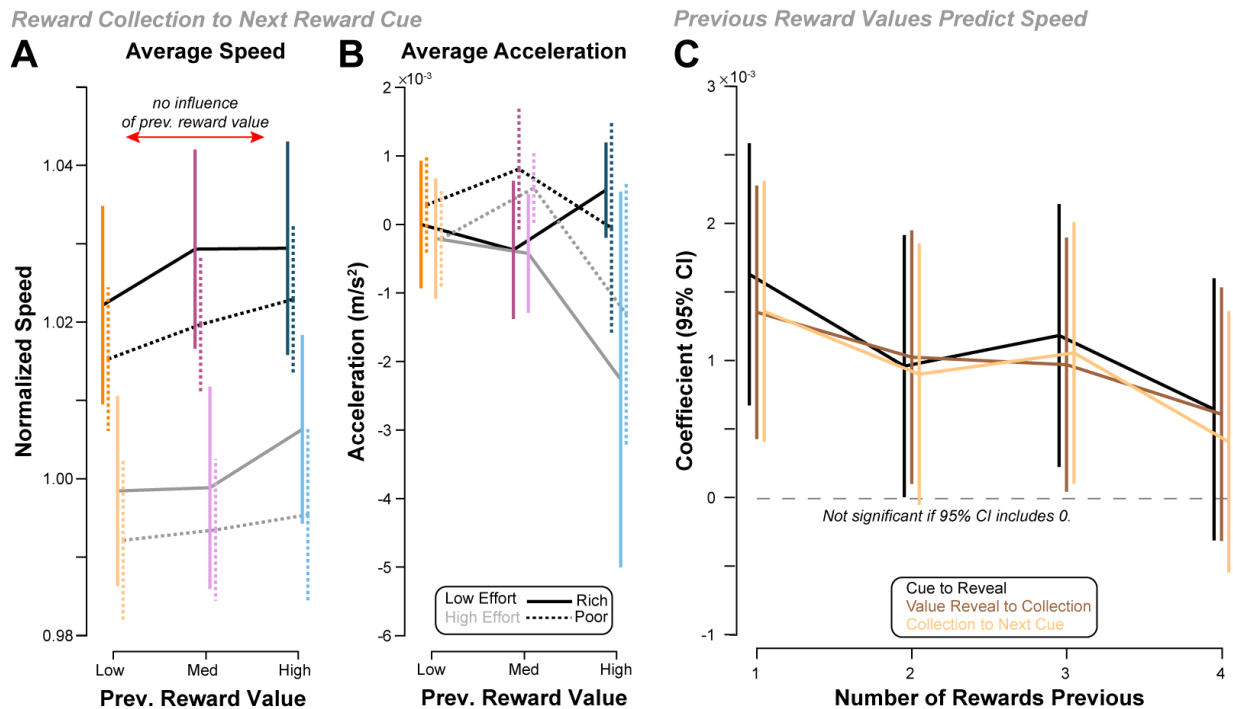 Reward Collection to Next Reward Cue
Previous Reward Values Predict Speed
A
Average Speed
no influence
of prev. reward value
Normalized Speed
1.04
1.02
1.00
0.98
Low
Med
High
Prev. Reward Value
B
Average Acceleration
×10⁻³
Acceleration (m/s²)
2
1
0
-1
-2
-3
-4
-5
-6
Low Effort
Rich
High Effort
Poor
Low
Med
High
Prev. Reward Value
C
×10⁻³
Coeffiecient (95% CI)
3
2
1
0
-1
Not significant if 95% CI includes 0.
Cue to Reveal
Value Reveal to Collection
Collection to Next Cue
1
2
3
4
Number of Rewards Previous